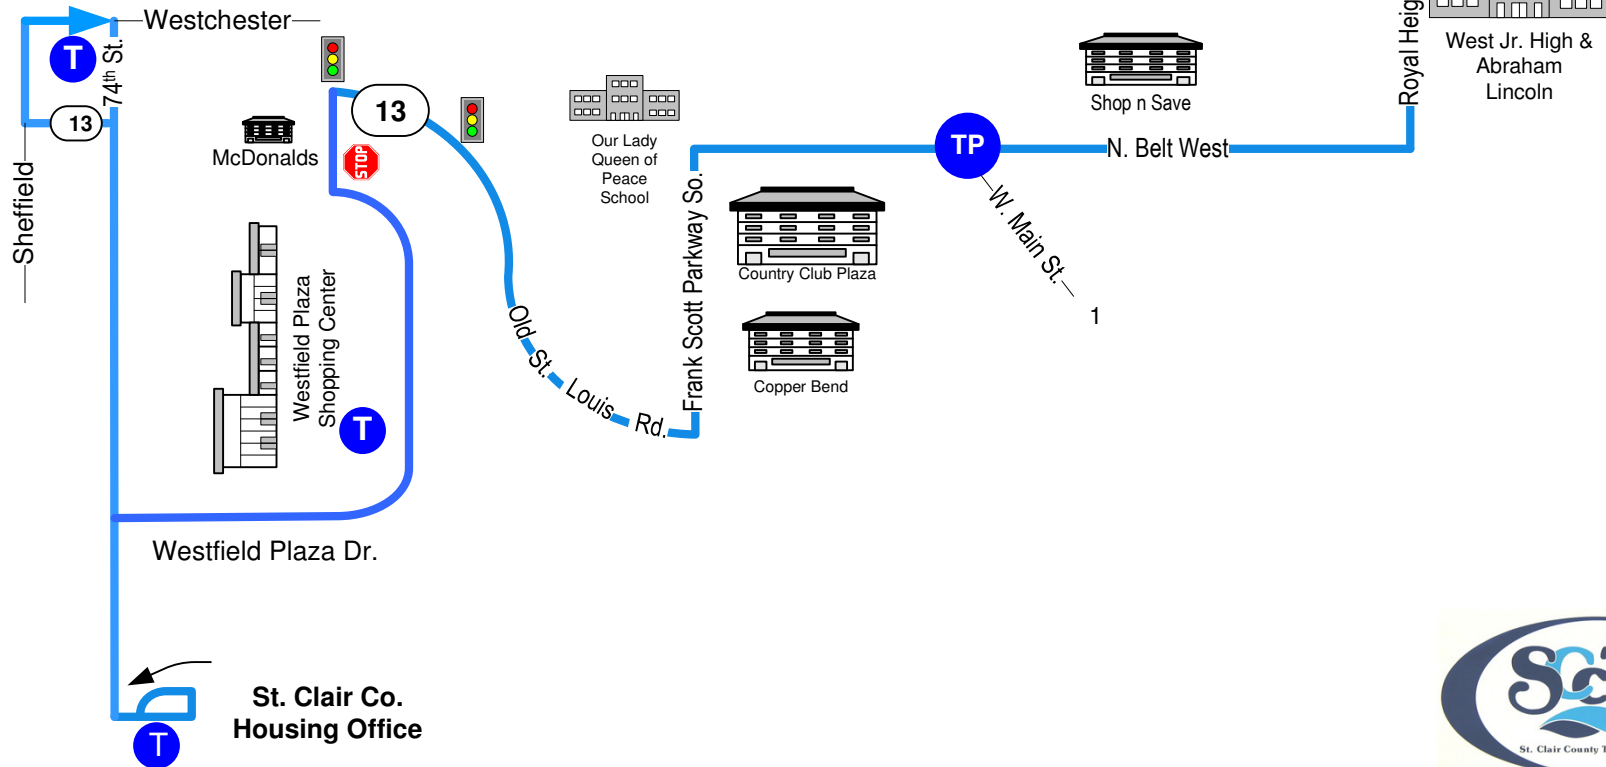 Westchester
T
74th St.
13
Sheffield
McDonalds
STOP
13
Our Lady
Queen of
Peace
School
Shop n Save
Royal Heig
West Jr. High &
Abraham
Lincoln
TP
N. Belt West
W. Main St.
1
Frank Scott Parkway So.
Country Club Plaza
Copper Bend
Old St. Louis Rd.
Westfield Plaza
Shopping Center
T
Westfield Plaza Dr.
St. Clair Co.
Housing Office
T
SC
St. Clair County T